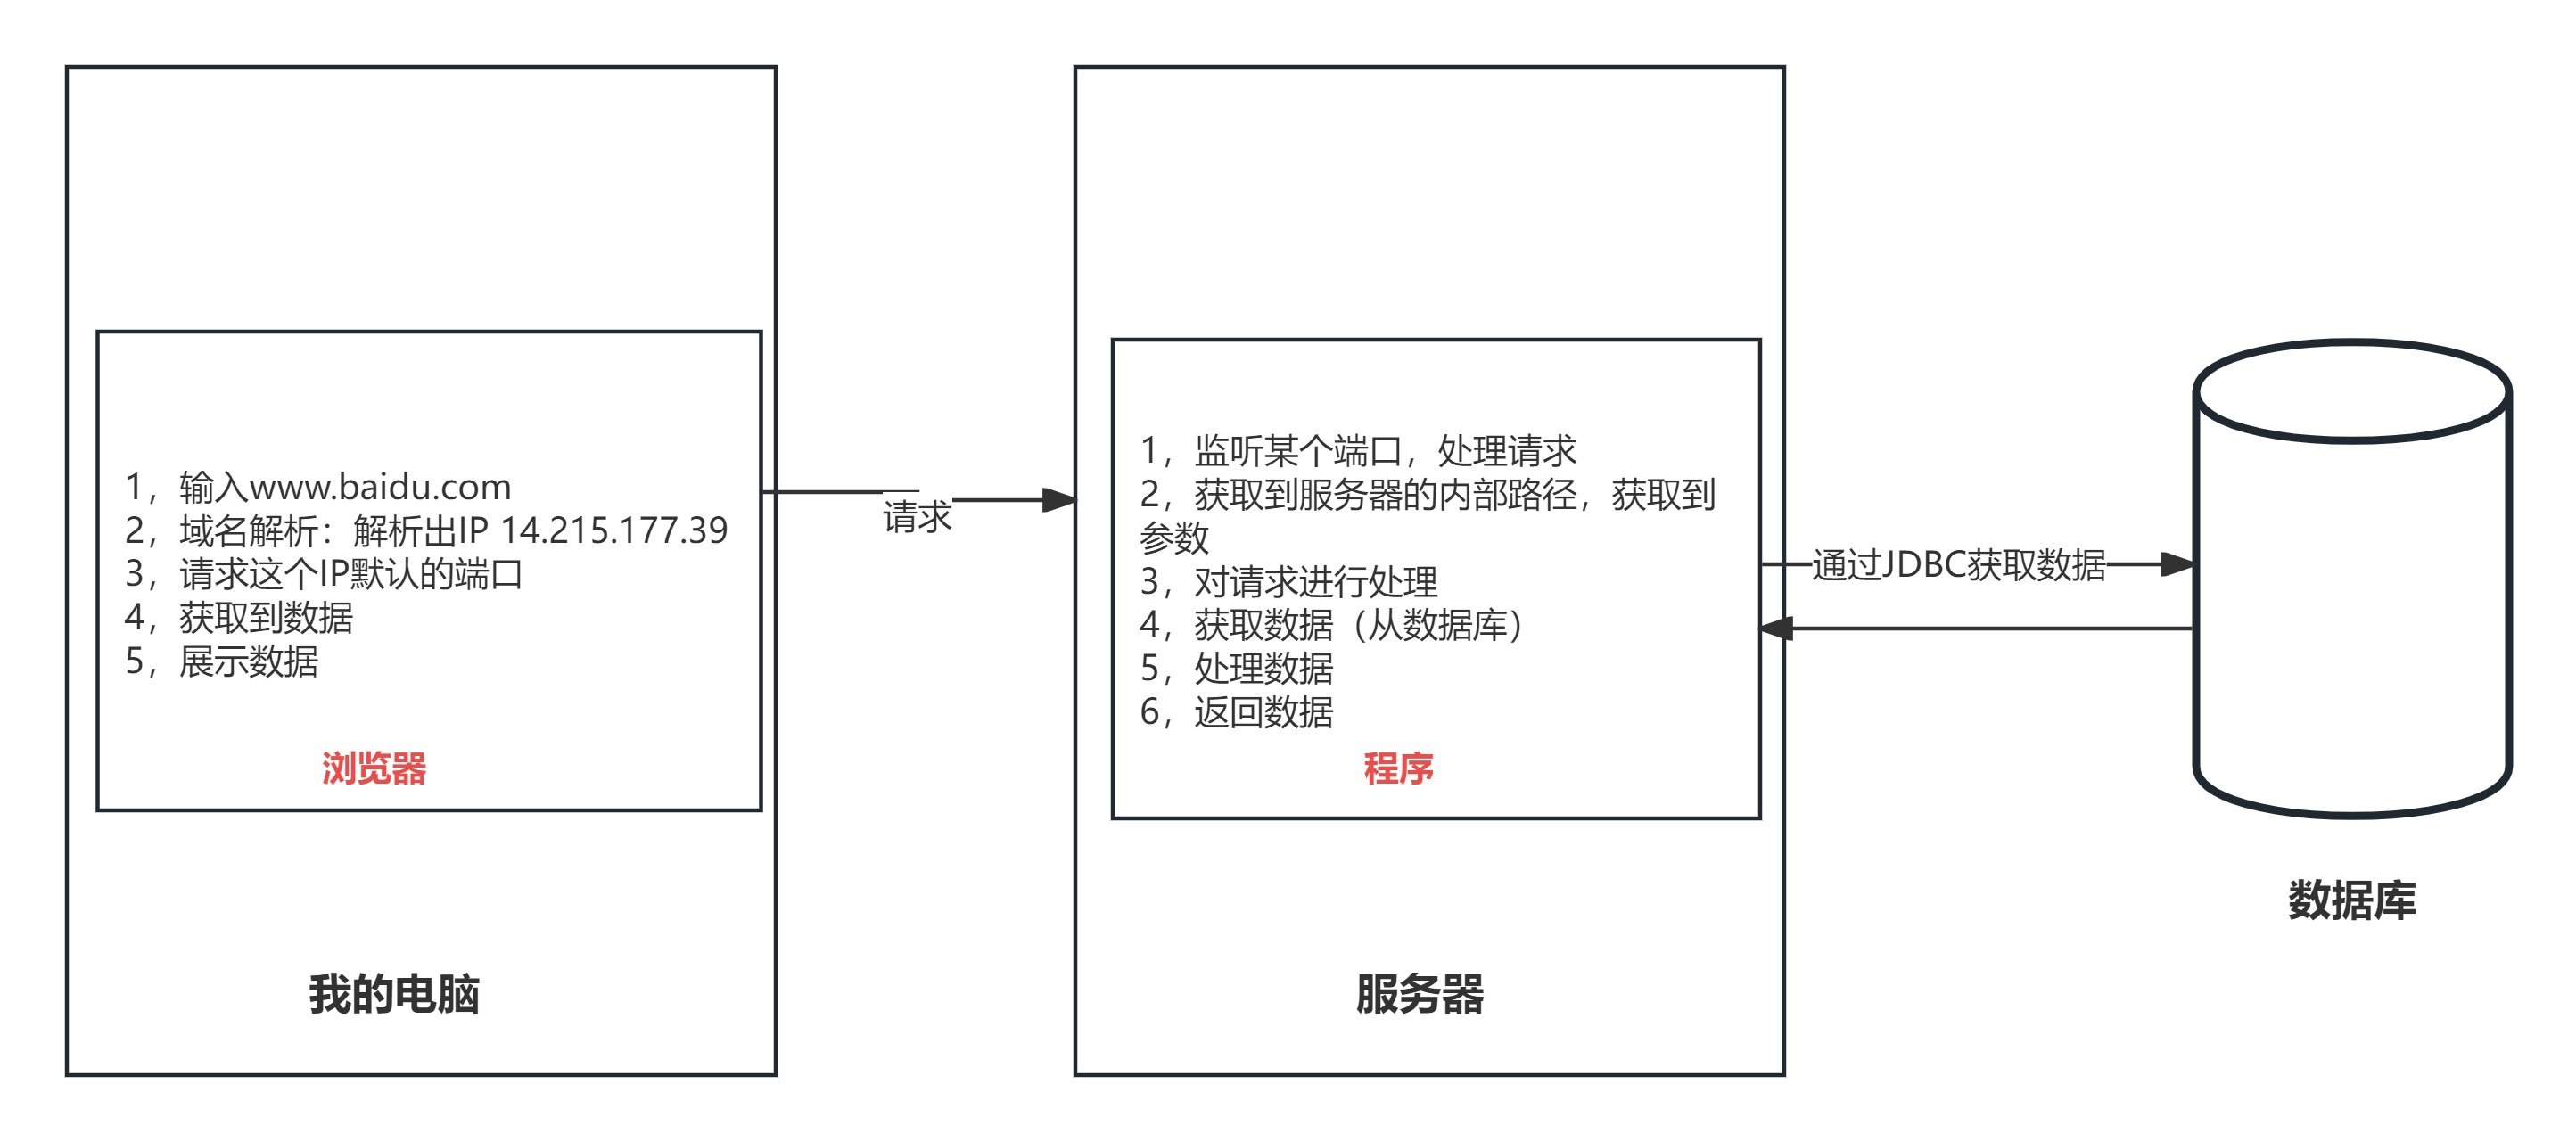 1，输入www.baidu.com
2，域名解析：解析出IP 14.215.177.39
3，请求这个IP默认的端口
4，获取到数据
5，展示数据
浏览器
我的电脑
请求
1，监听某个端口，处理请求
2，获取到服务器的内部路径，获取到
参数
3，对请求进行处理
4，获取数据（从数据库）
5，处理数据
6，返回数据
程序
服务器
通过JDBC获取数据
数据库